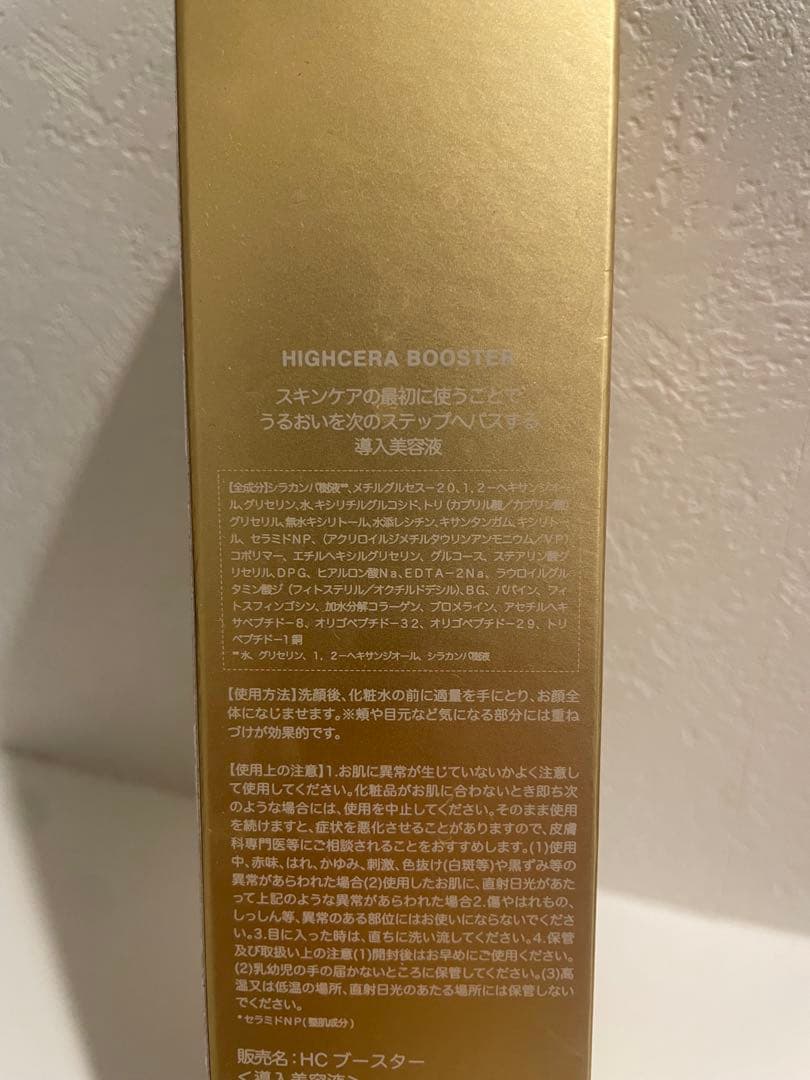 HIGHCERA BOOSTER
スキンケアの最初に使うことで
うるおいを次のステップへパスする
導入美容液
【全成分】シラカンバ樹液**、メチルグルセス−20、1,2−ヘキサンジオー
ル、グリセリン、水、キシリチルグルコシド、トリ(カプリル酸/カプリン酸)
グリセリル、無水キシリトール、水添レシチン、キサンタンガム、キシリトー
ル、セラミドNP、(アクリロイルジメチルタウリンアンモニウム/VP)
コポリマー、エチルヘキシルグリセリン、グルコース、ステアリン酸グ
リセリル、DPG、ヒアルロン酸Na、EDTA−2Na、ラウロイルグル
タミン酸ジ(フィトステリル/オクチルドデシル)、BG、パパイン、フィ
トスフィンゴシン、加水分解コラーゲン、ブロメライン、アセチルヘキ
サペプチド−8、オリゴペプチド−32、オリゴペプチド−29、トリ
ペプチド−1銅
**水、グリセリン、1,2−ヘキサンジオール、シラカンバ樹液
【使用方法】洗顔後、化粧水の前に適量を手にとり、お顔全
体になじませます。※頬や目元など気になる部分には重ね
づけが効果的です。
【使用上の注意】1.お肌に異常が生じていないかよく注意し
て使用してください。化粧品がお肌に合わないとき即ち次
のような場合には、使用を中止してください。そのまま使用
を続けますと、症状を悪化させることがありますので、皮膚
科専門医等にご相談されることをおすすめします。(1)使用
中、赤味、はれ、かゆみ、刺激、色抜け(白斑等)や黒ずみ等の
異常があらわれた場合(2)使用したお肌に、直射日光があた
って上記のような異常があらわれた場合2.傷やはれもの、
しっしん等、異常のある部位にはお使いにならないでくださ
い。3.目に入った時は、直ちに洗い流してください。4.保管
及び取扱い上の注意(1)開封後はお早めにご使用ください。
(2)乳幼児の手の届かないところに保管してください。(3)高
温又は低温の場所、直射日光のあたる場所には保管しない
でください。
*セラミドNP(整肌成分)
販売名:HC ブースター
<導入美容液>